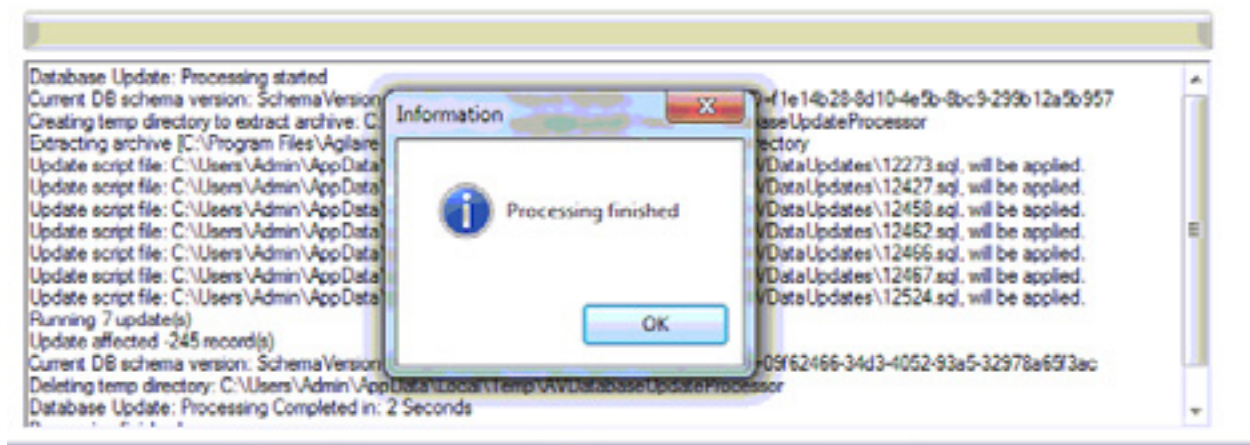 Database Update: Processing started
Current DB schema version: SchemaVersion -f1e14b28-8d10-4e5b-8bc9-299b12a5b957
Creating temp directory to extract archive: C: aseUpdateProcessor
Extracting archive [C:\Program Files\Agilaire ectory
Update script file: C:\Users\Admin\AppData\ VDataUpdates\12273.sql, will be applied.
Update script file: C:\Users\Admin\AppData\ VDataUpdates\12427.sql, will be applied.
Update script file: C:\Users\Admin\AppData\ VDataUpdates\12458.sql, will be applied.
Update script file: C:\Users\Admin\AppData\ VDataUpdates\12462.sql, will be applied.
Update script file: C:\Users\Admin\AppData\ VDataUpdates\12466.sql, will be applied.
Update script file: C:\Users\Admin\AppData\ VDataUpdates\12467.sql, will be applied.
Update script file: C:\Users\Admin\AppData\ VDataUpdates\12524.sql, will be applied.
Running 7 update(s)
Update affected -245 record(s)
Current DB schema version: SchemaVersion -09f62466-34d3-4052-93a5-32978a65f3ac
Deleting temp directory: C:\Users\Admin\AppData\Local\Temp\AVDatabaseUpdateProcessor
Database Update: Processing Completed in: 2 Seconds
Information
Processing finished
OK